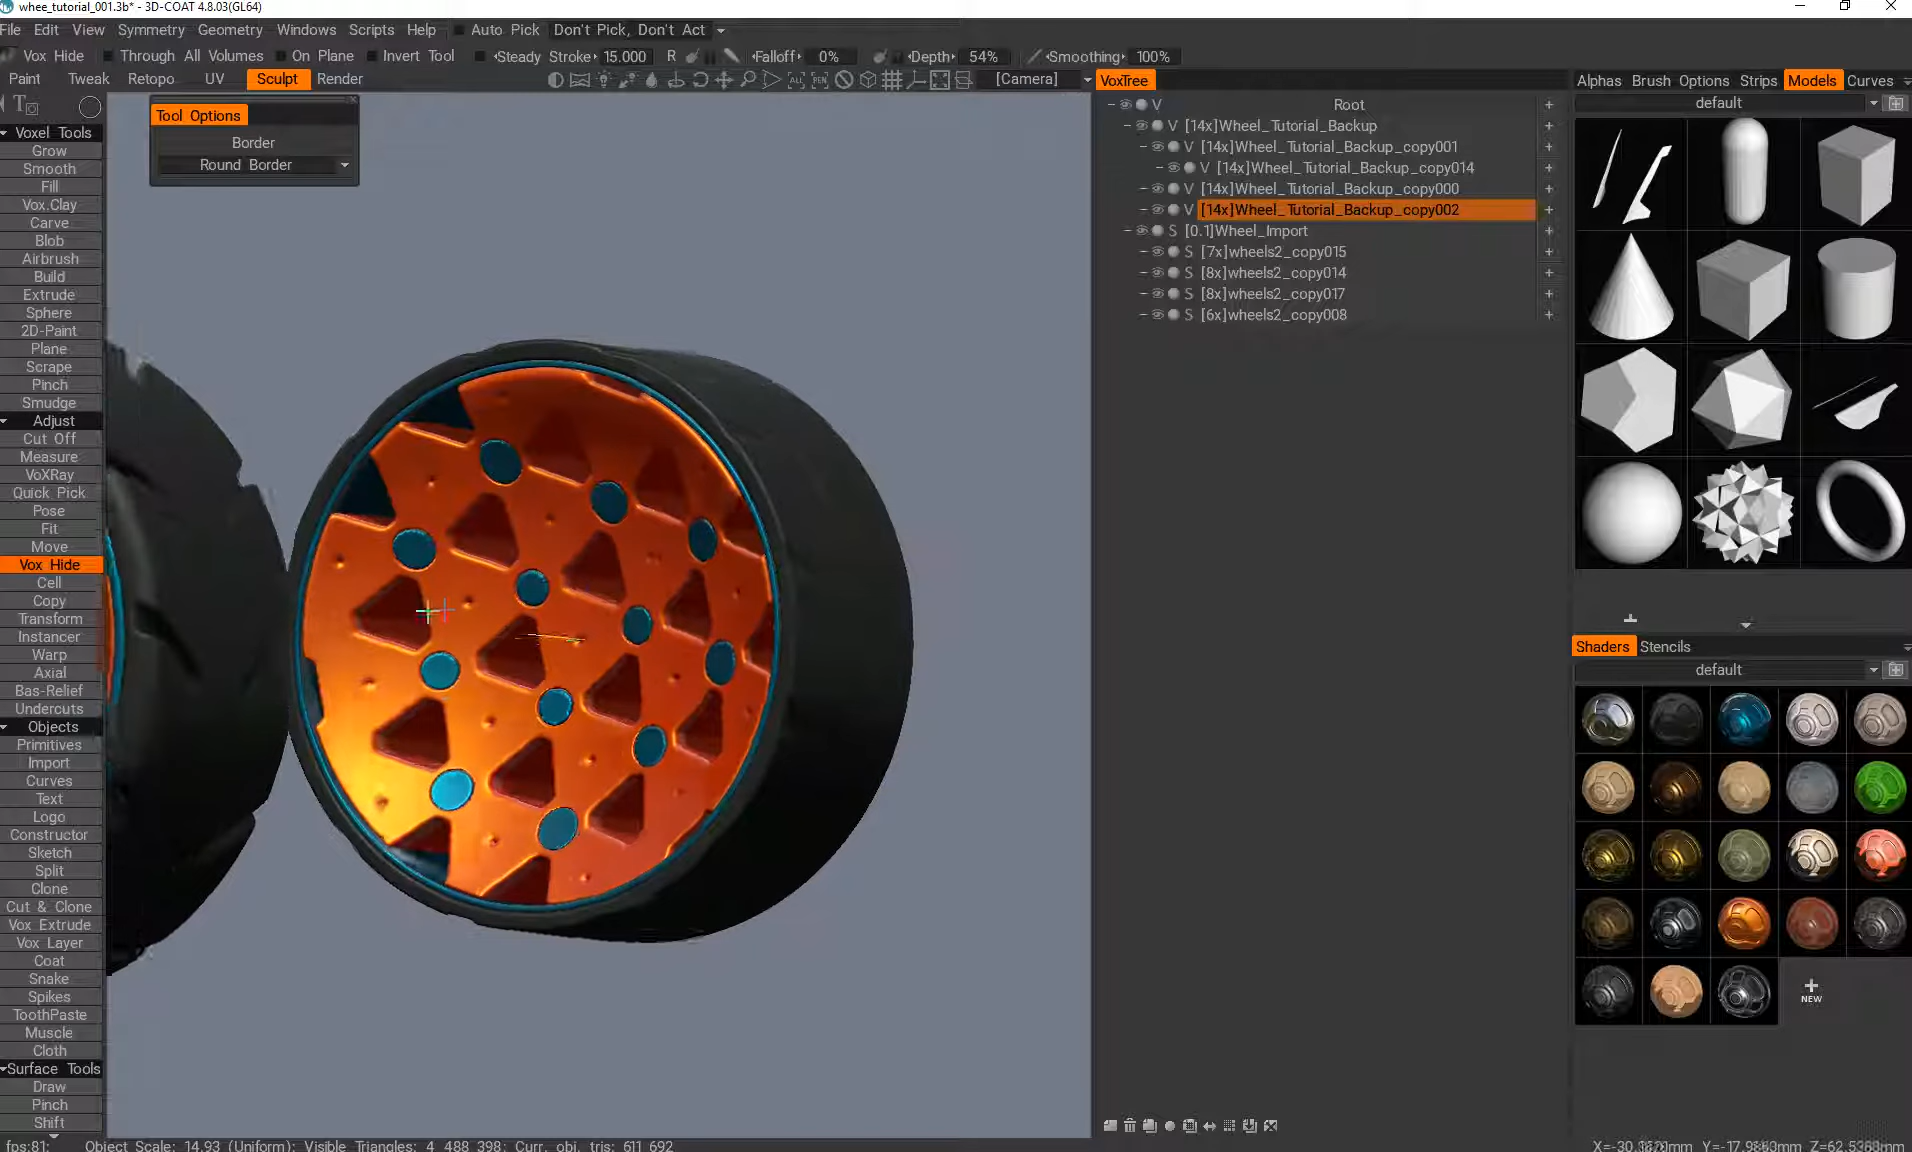 whee_tutorial_001.3b* - 3D-COAT 4.8.03(GL64)
File Edit View Symmetry Geometry Windows Scripts Help Auto Pick Don't Pick, Don't Act
Vox Hide Through All Volumes On Plane Invert Tool Steady Stroke 15.000 R Falloff 0% Depth 54% Smoothing 100%
Paint Tweak Retopo UV Sculpt Render [Camera]
VoxTree
Alphas Brush Options Strips Models Curves
Tool Options
Border
Round Border
Voxel Tools
Grow
Smooth
Fill
Vox.Clay
Carve
Blob
Airbrush
Build
Extrude
Sphere
2D-Paint
Plane
Scrape
Pinch
Smudge
Adjust
Cut Off
Measure
VoXRay
Quick Pick
Pose
Fit
Move
Vox Hide
Cell
Copy
Transform
Instancer
Warp
Axial
Bas-Relief
Undercuts
Objects
Primitives
Import
Curves
Text
Logo
Constructor
Sketch
Split
Clone
Cut & Clone
Vox Extrude
Vox Layer
Coat
Snake
Spikes
ToothPaste
Muscle
Cloth
Surface Tools
Draw
Pinch
Shift
V Root +
V [14x]Wheel_Tutorial_Backup +
V [14x]Wheel_Tutorial_Backup_copy001 +
V [14x]Wheel_Tutorial_Backup_copy014 +
V [14x]Wheel_Tutorial_Backup_copy000 +
V [14x]Wheel_Tutorial_Backup_copy002 +
S [0.1]Wheel_Import +
S [7x]wheels2_copy015 +
S [8x]wheels2_copy014 +
S [8x]wheels2_copy017 +
S [6x]wheels2_copy008 +
default
Shaders Stencils
default
NEW
fps:81; Object Scale: 14.93 (Uniform); Visible Triangles: 4 488 398; Curr. obj. tris: 611 692